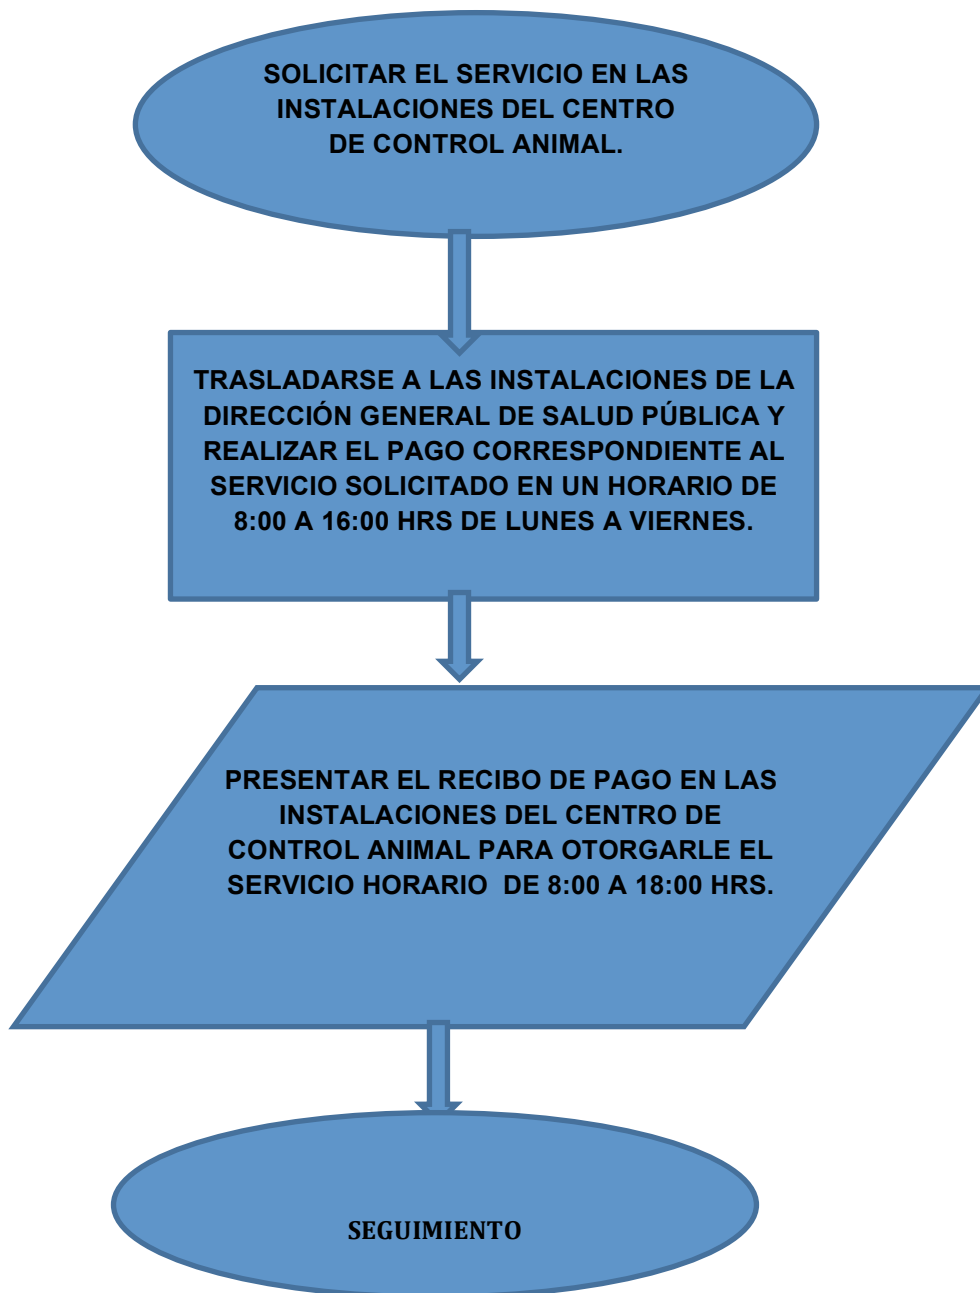 SOLICITAR EL SERVICIO EN LAS
INSTALACIONES DEL CENTRO
DE CONTROL ANIMAL.
TRASLADARSE A LAS INSTALACIONES DE LA
DIRECCIÓN GENERAL DE SALUD PÚBLICA Y
REALIZAR EL PAGO CORRESPONDIENTE AL
SERVICIO SOLICITADO EN UN HORARIO DE
8:00 A 16:00 HRS DE LUNES A VIERNES.
PRESENTAR EL RECIBO DE PAGO EN LAS
INSTALACIONES DEL CENTRO DE
CONTROL ANIMAL PARA OTORGARLE EL
SERVICIO HORARIO  DE 8:00 A 18:00 HRS.
SEGUIMIENTO